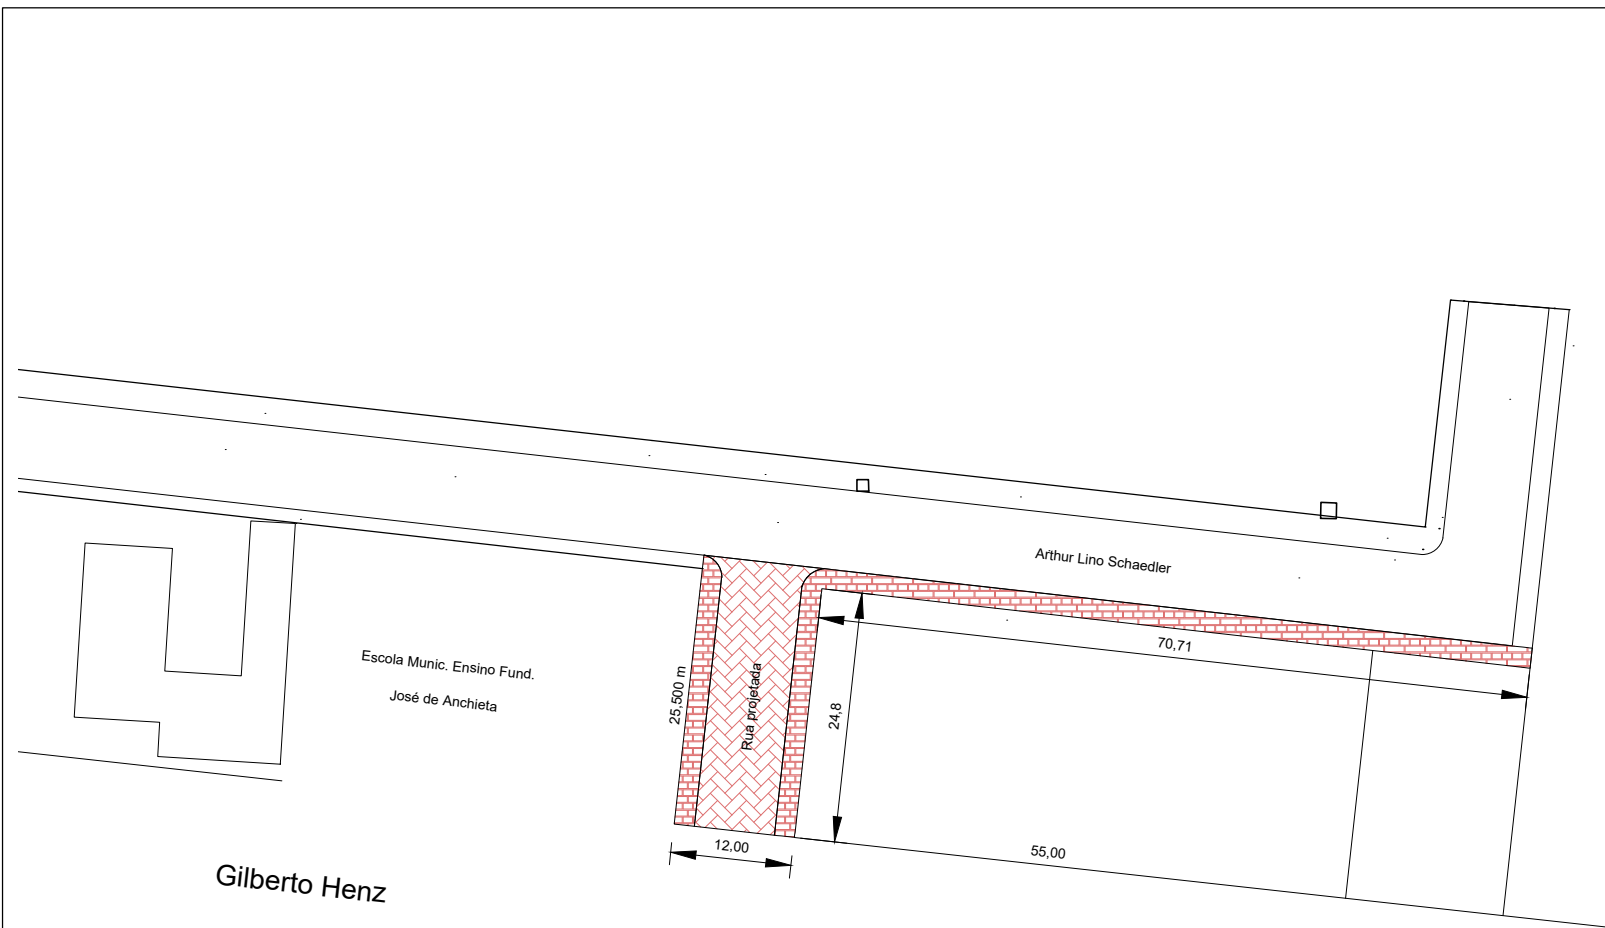 Arthur Lino Schaedler
70,71
Escola Munic. Ensino Fund.
José de Anchieta
25,500 m
Rua projetada
24,8
12,00
55,00
Gilberto Henz